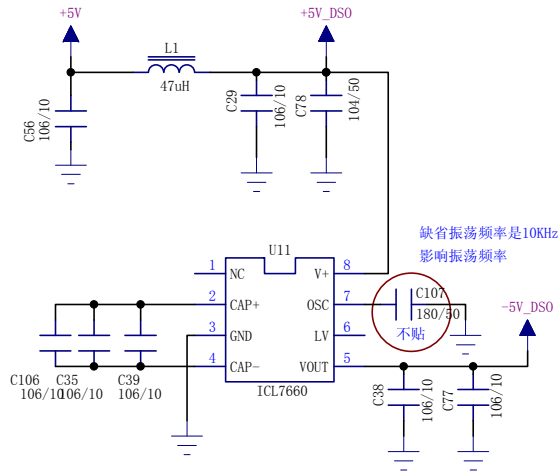 +5V
+5V_DSO
L1
47uH
C56
106/10
C29
106/10
C78
104/50
缺省振荡频率是10KHz
影响振荡频率
U11
1
NC
V+
8
2
CAP+
OSC
7
C107
180/50
不贴
3
GND
LV
6
4
CAP-
VOUT
5
ICL7660
-5V_DSO
C106
106/10
C35
106/10
C39
106/10
C38
106/10
C77
106/10